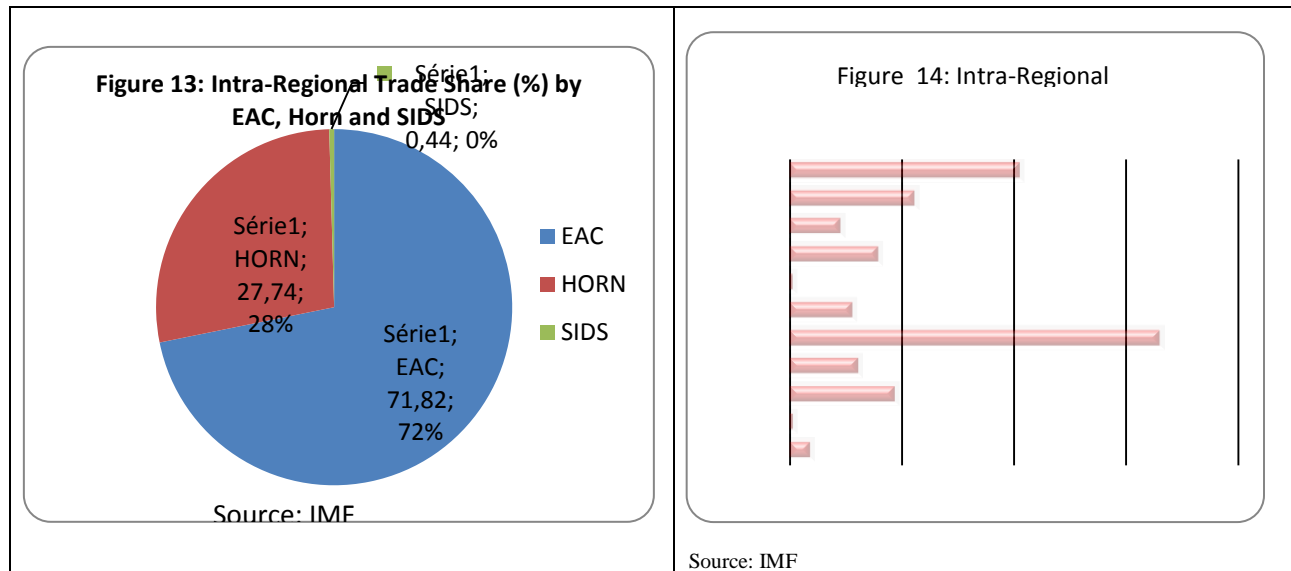 Figure 13: Intra-Regional Trade Share (%) by
EAC, Horn and SIDS
Série1;
SIDS;
0,44; 0%
Série1;
HORN;
27,74;
28%
Série1;
EAC;
71,82;
72%
EAC
HORN
SIDS
Source: IMF
Figure 14: Intra-Regional
Source: IMF